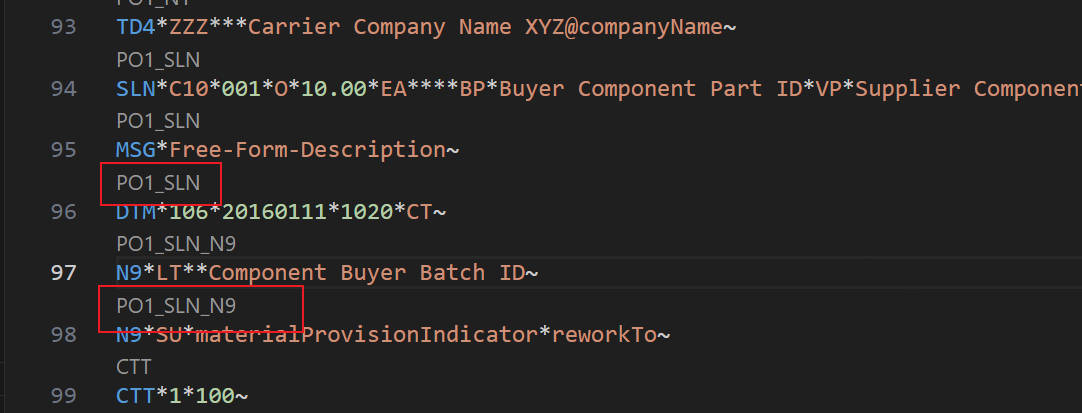 PO1_N1
93 TD4*ZZZ***Carrier Company Name XYZ@companyName~
PO1_SLN
94 SLN*C10*001*O*10.00*EA****BP*Buyer Component Part ID*VP*Supplier Component
PO1_SLN
95 MSG*Free-Form-Description~
PO1_SLN
96 DTM*106*20160111*1020*CT~
PO1_SLN_N9
97 N9*LT**Component Buyer Batch ID~
PO1_SLN_N9
98 N9*SU*materialProvisionIndicator*reworkTo~
CTT
99 CTT*1*100~